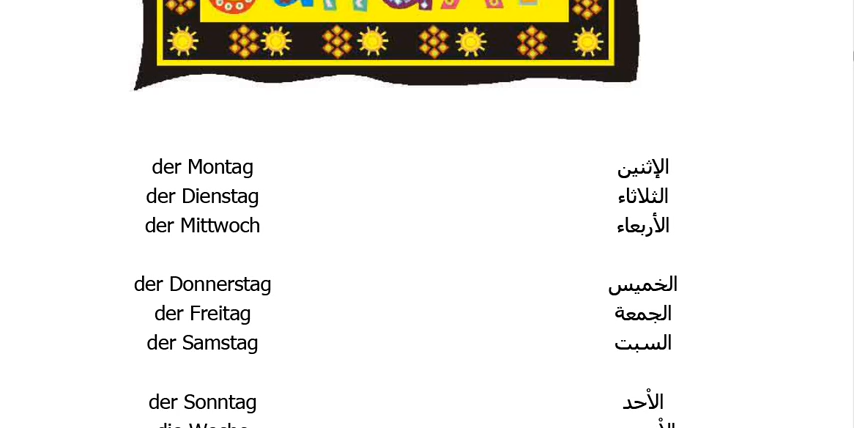 der Montag الإثنين
der Dienstag الثلاثاء
der Mittwoch الأربعاء
der Donnerstag الخميس
der Freitag الجمعة
der Samstag السبت
der Sonntag الأحد